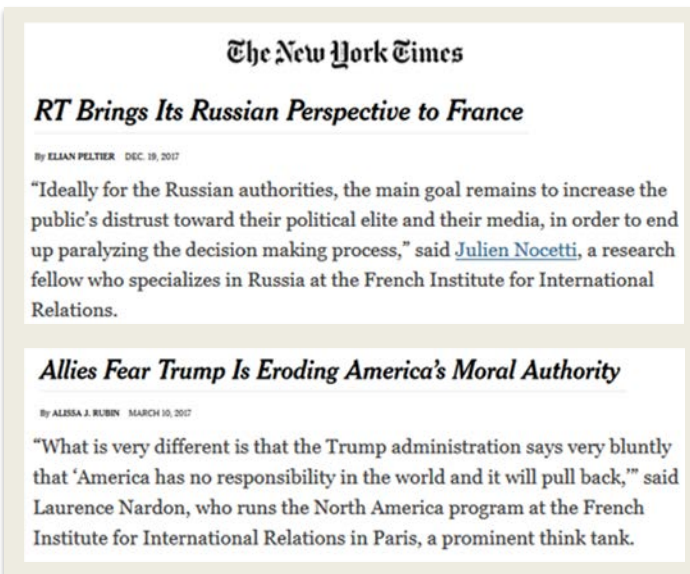 The New York Times
RT Brings Its Russian Perspective to France
By ELIAN PELTIER DEC. 19, 2017
“Ideally for the Russian authorities, the main goal remains to increase the
public’s distrust toward their political elite and their media, in order to end
up paralyzing the decision making process,” said Julien Nocetti, a research
fellow who specializes in Russia at the French Institute for International
Relations.
Allies Fear Trump Is Eroding America’s Moral Authority
By ALISSA J. RUBIN MARCH 10, 2017
“What is very different is that the Trump administration says very bluntly
that ‘America has no responsibility in the world and it will pull back,’” said
Laurence Nardon, who runs the North America program at the French
Institute for International Relations in Paris, a prominent think tank.